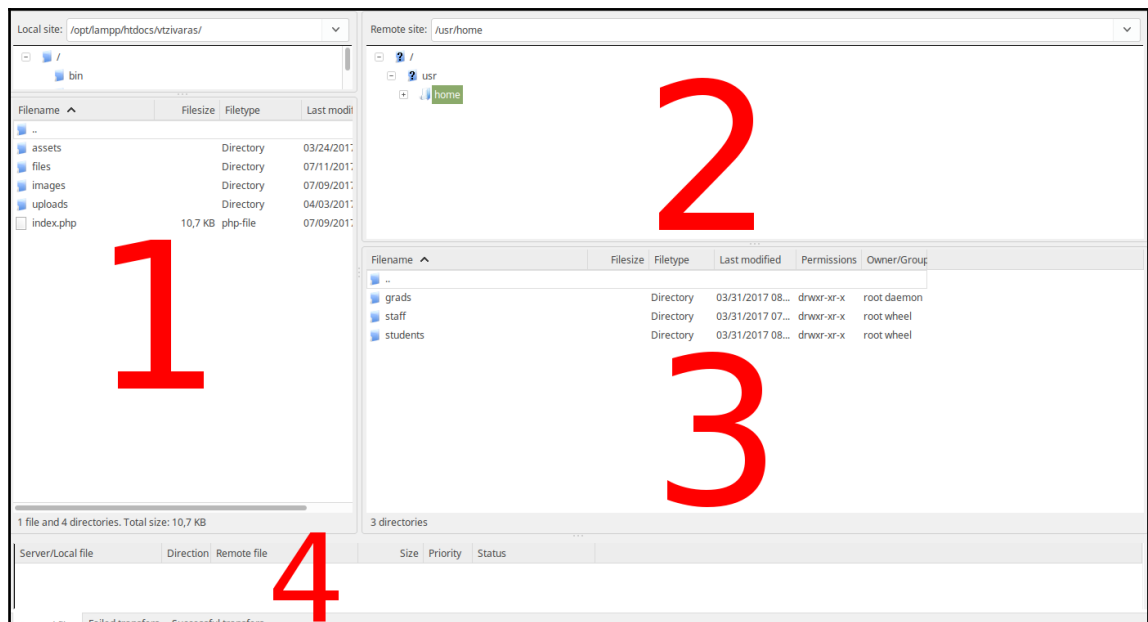 Local site: /opt/lampp/htdocs/vtzivaras/
/
bin
Filename Filesize Filetype Last modif
..
assets Directory 03/24/2017
files Directory 07/11/2017
images Directory 07/09/2017
uploads Directory 04/03/2017
index.php 10,7 KB php-file 07/09/2017
1
1 file and 4 directories. Total size: 10,7 KB
Remote site: /usr/home
/
usr
home
2
Filename Filesize Filetype Last modified Permissions Owner/Group
..
grads Directory 03/31/2017 08... drwxr-xr-x root daemon
staff Directory 03/31/2017 07... drwxr-xr-x root wheel
students Directory 03/31/2017 08... drwxr-xr-x root wheel
3
3 directories
Server/Local file Direction Remote file Size Priority Status
4
Failed transfers Successful transfers